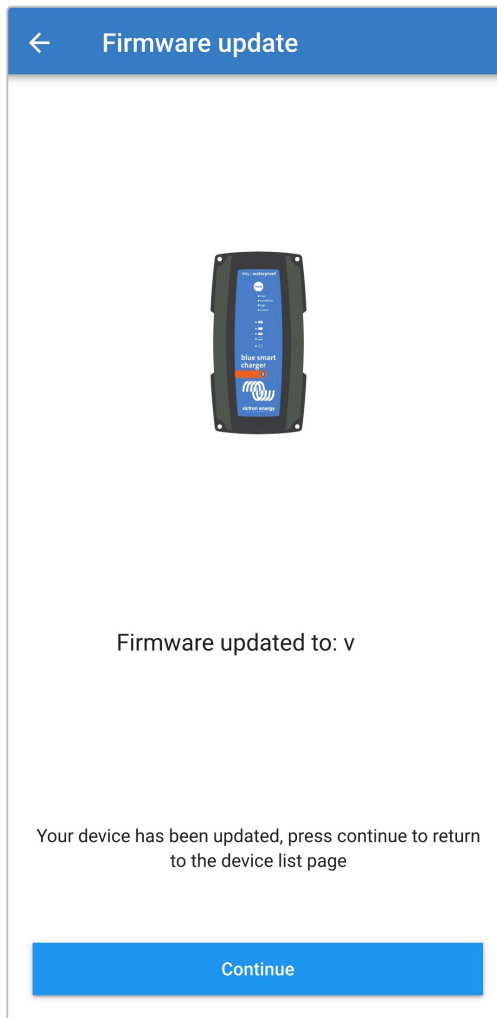 Firmware update
waterproof
blue smart
charger
victron energy
Firmware updated to: v
Your device has been updated, press continue to return
to the device list page
Continue